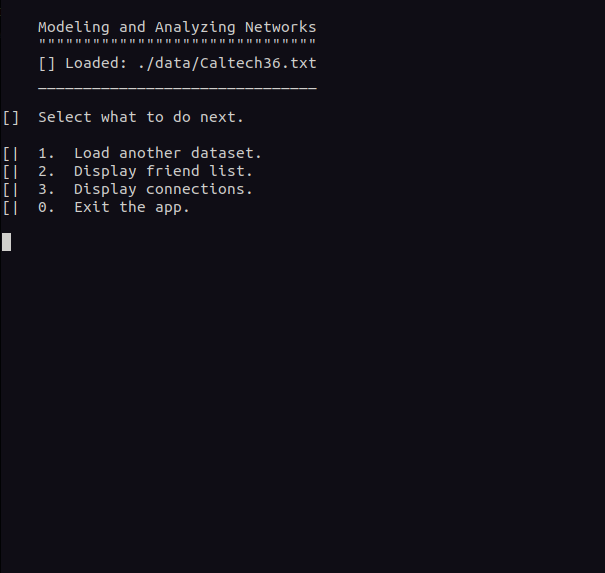 Modeling and Analyzing Networks
"""""""""""""""""""""""""""""""
[] Loaded: ./data/Caltech36.txt
_______________________________
[]  Select what to do next.
[|  1.  Load another dataset.
[|  2.  Display friend list.
[|  3.  Display connections.
[|  0.  Exit the app.